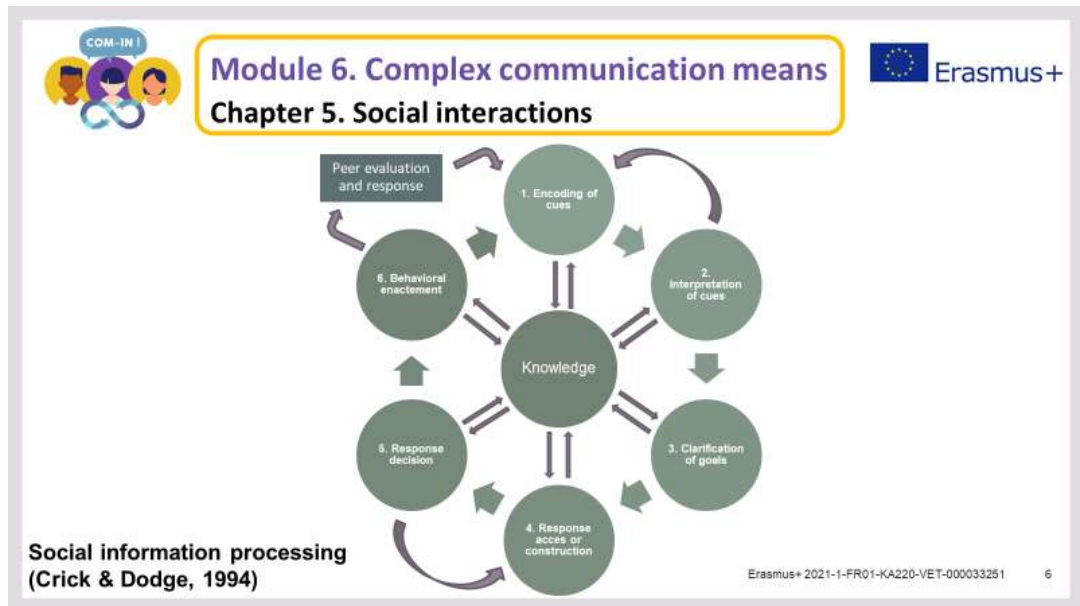 COM-IN !
Module 6. Complex communication means
Chapter 5. Social interactions
Erasmus+
Peer evaluation
and response
1. Encoding of
cues
2.
Interpretation
of cues
3. Clarification
of goals
4. Response
acces or
construction
5. Response
decision
6. Behavioral
enactement
Knowledge
Social information processing
(Crick & Dodge, 1994)
Erasmus+ 2021-1-FR01-KA220-VET-000033251
6